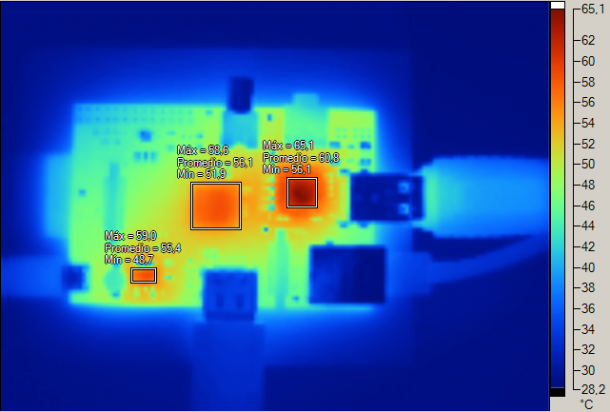 Máx = 58,6
Promedio = 56,1
Mín = 51,9
Máx = 65,1
Promedio = 60,8
Mín = 56,1
Máx = 59,0
Promedio = 55,4
Mín = 48,7
65,1
62
60
58
56
54
52
50
48
46
44
42
40
38
36
34
32
30
28,2
°C